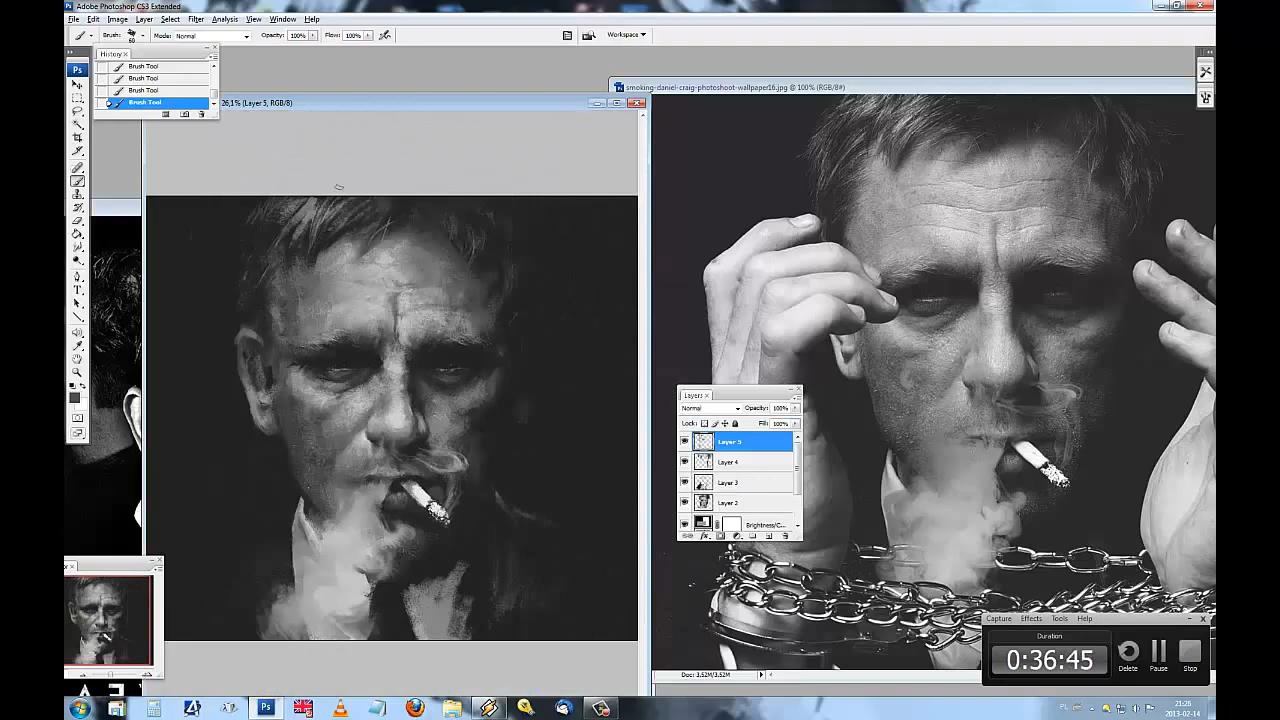 Adobe Photoshop CS3 Extended
File Edit Image Layer Select Filter Analysis View Window Help
Brush: 60 Mode: Normal Opacity: 100% Flow: 100% Workspace
History
Brush Tool
Brush Tool
Brush Tool
Brush Tool
26,1% (Layer 5, RGB/8)
smoking-daniel-craig-photoshoot-wallpaper16.jpg @ 100% (RGB/8#)
Ps
Layers
Normal Opacity: 100%
Lock: Fill: 100%
Layer 5
Layer 4
Layer 3
Layer 2
Brightness/C...
Capture Effects Tools Help
Duration
0:36:45
Delete Pause Stop
Doc: 3,52M/3,52M
PL
21:26
2013-02-14